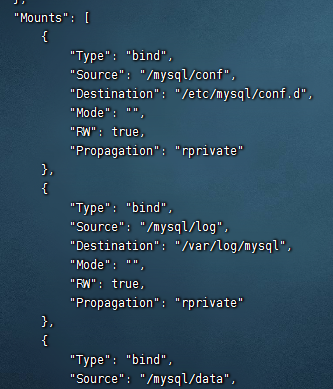 },
"Mounts": [
{
"Type": "bind",
"Source": "/mysql/conf",
"Destination": "/etc/mysql/conf.d",
"Mode": "",
"RW": true,
"Propagation": "rprivate"
},
{
"Type": "bind",
"Source": "/mysql/log",
"Destination": "/var/log/mysql",
"Mode": "",
"RW": true,
"Propagation": "rprivate"
},
{
"Type": "bind",
"Source": "/mysql/data",